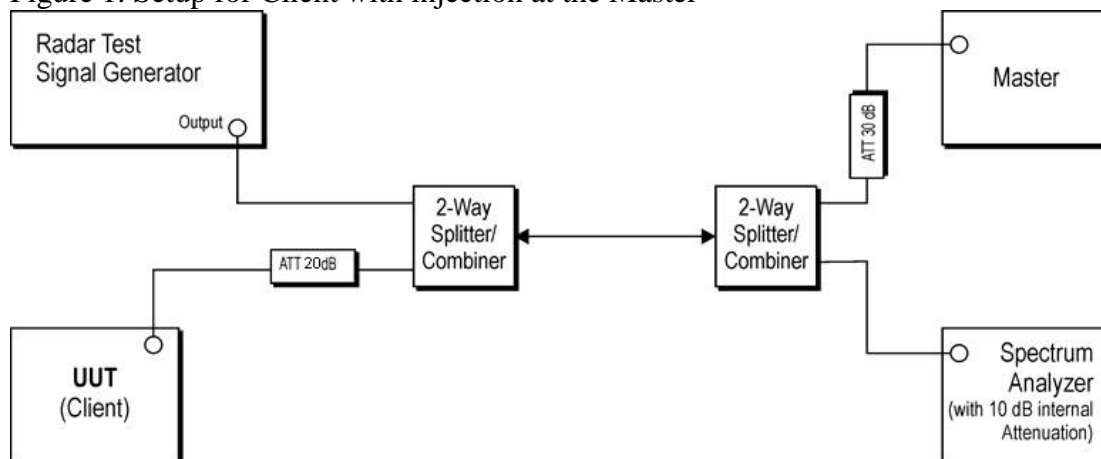 Figure 1. Setup for Client with injection at the Master
Radar Test
Signal Generator
Output
Master
ATT 30 dB
2-Way
Splitter/
Combiner
2-Way
Splitter/
Combiner
ATT 20dB
UUT
(Client)
Spectrum
Analyzer
(with 10 dB internal
Attenuation)